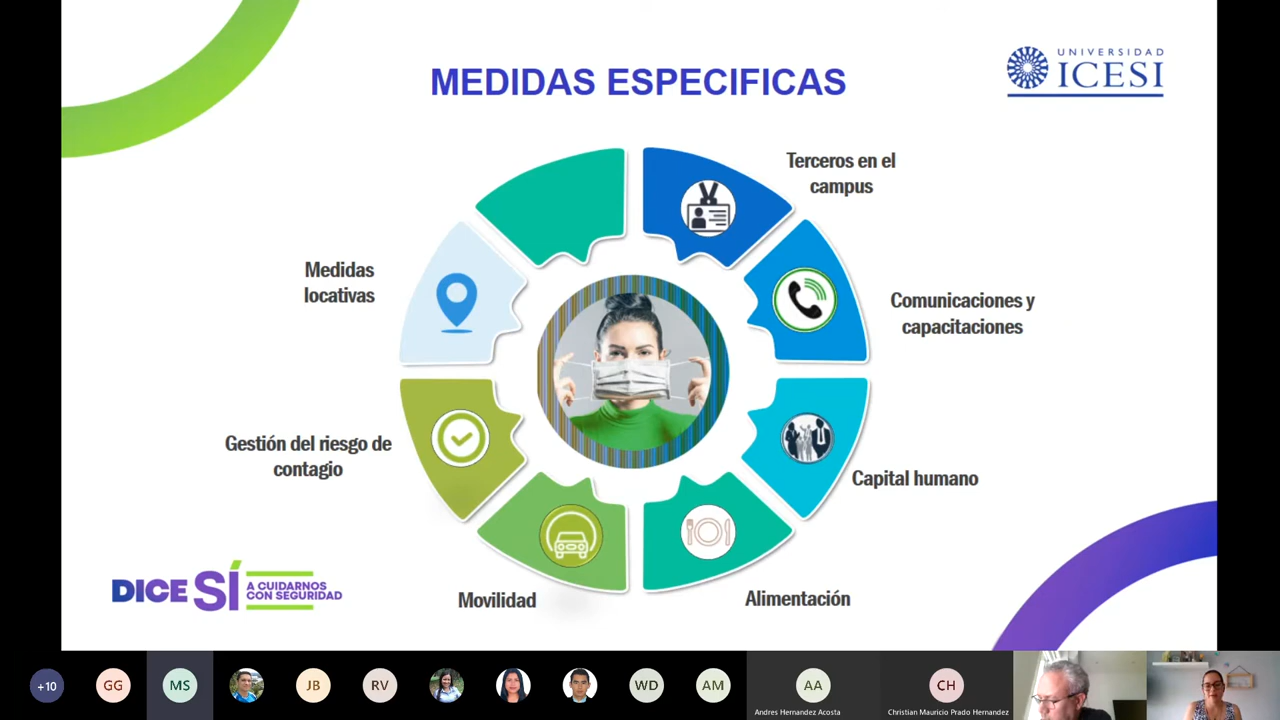 MEDIDAS ESPECIFICAS
UNIVERSIDAD
ICESI
Terceros en el
campus
Medidas
locativas
Comunicaciones y
capacitaciones
Gestión del riesgo de
contagio
Capital humano
Movilidad
Alimentación
DICE SÍ
A CUIDARNOS
CON SEGURIDAD
+10
GG
MS
JB
RV
WD
AM
AA
CH
Andres Hernandez Acosta
Christian Mauricio Prado Hernandez